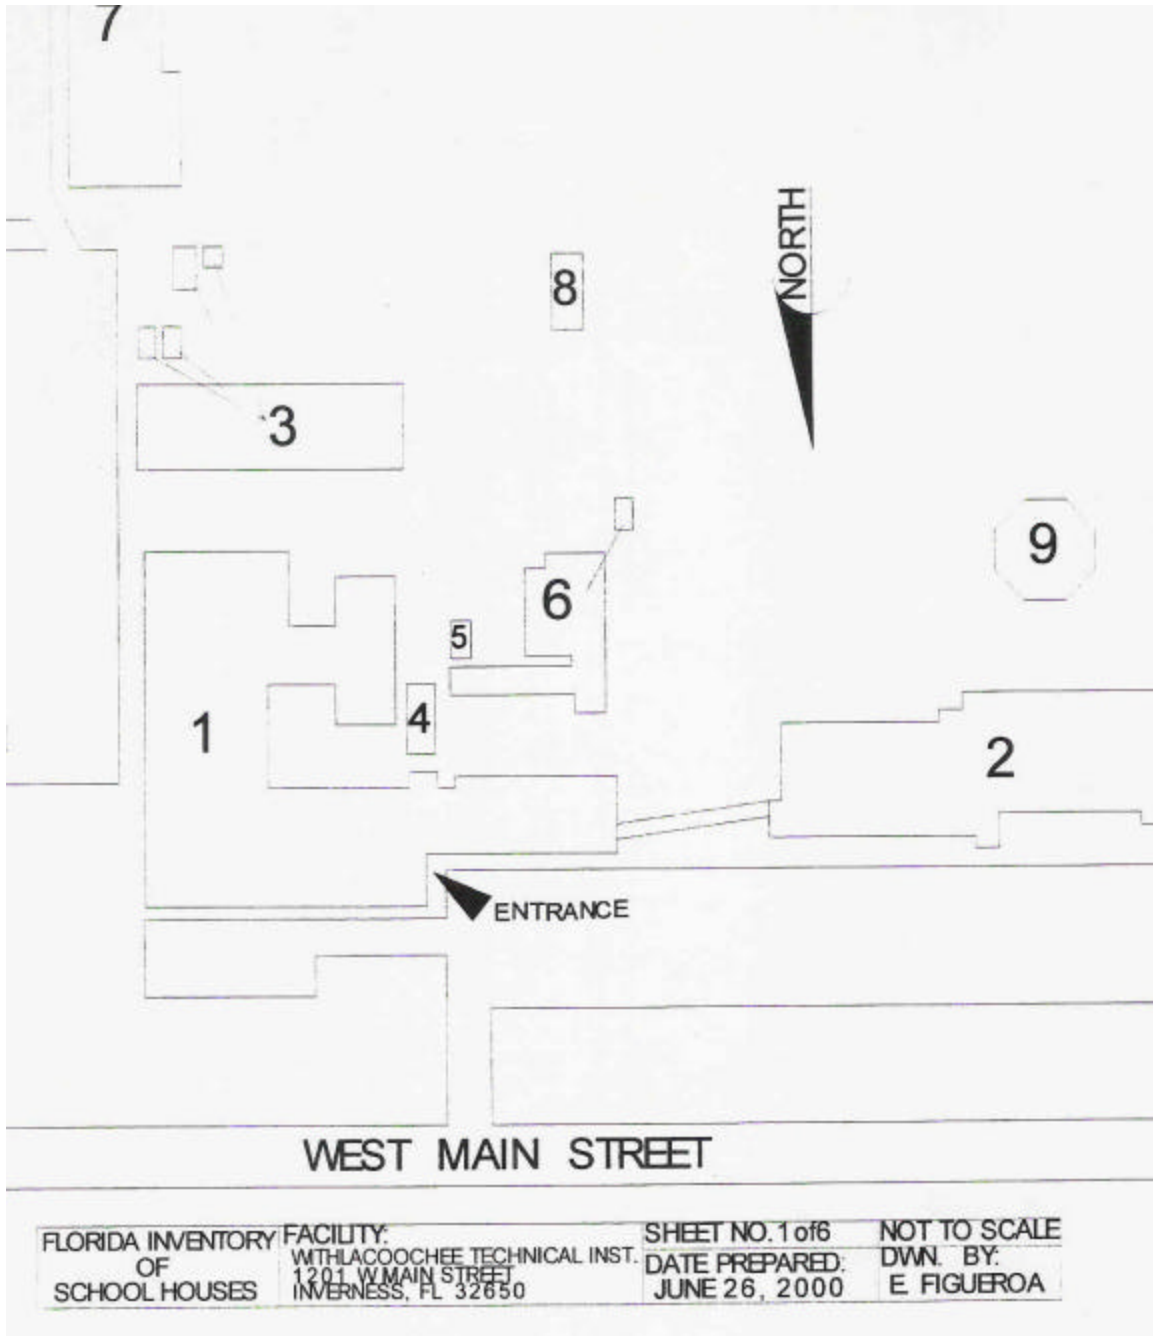 7
NORTH
8
3
9
6
5
4
1
2
ENTRANCE
WEST MAIN STREET
FLORIDA INVENTORY
OF
SCHOOL HOUSES
FACILITY:
WITHLACOOCHEE TECHNICAL INST.
1201 W.MAIN STREET
INVERNESS, FL 32650
SHEET NO. 1 of6
DATE PREPARED:
JUNE 26, 2000
NOT TO SCALE
DWN. BY:
E. FIGUEROA